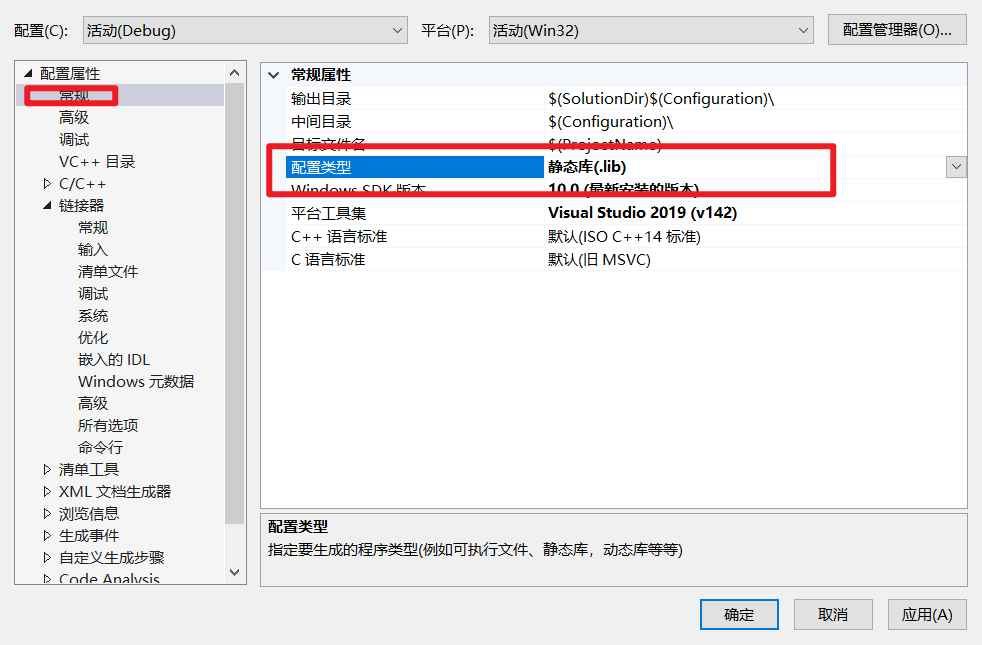 配置(C): 活动(Debug) 平台(P): 活动(Win32) 配置管理器(O)...
配置属性
常规
高级
调试
VC++ 目录
C/C++
链接器
常规
输入
清单文件
调试
系统
优化
嵌入的 IDL
Windows 元数据
高级
所有选项
命令行
清单工具
XML 文档生成器
浏览信息
生成事件
自定义生成步骤
Code Analysis
常规属性
输出目录 $(SolutionDir)$(Configuration)\
中间目录 $(Configuration)\
目标文件名 $(ProjectName)
配置类型 静态库(.lib)
Windows SDK 版本 10.0 (最新安装的版本)
平台工具集 Visual Studio 2019 (v142)
C++ 语言标准 默认(ISO C++14 标准)
C 语言标准 默认(旧 MSVC)
配置类型
指定要生成的程序类型(例如可执行文件、静态库，动态库等等)
确定 取消 应用(A)